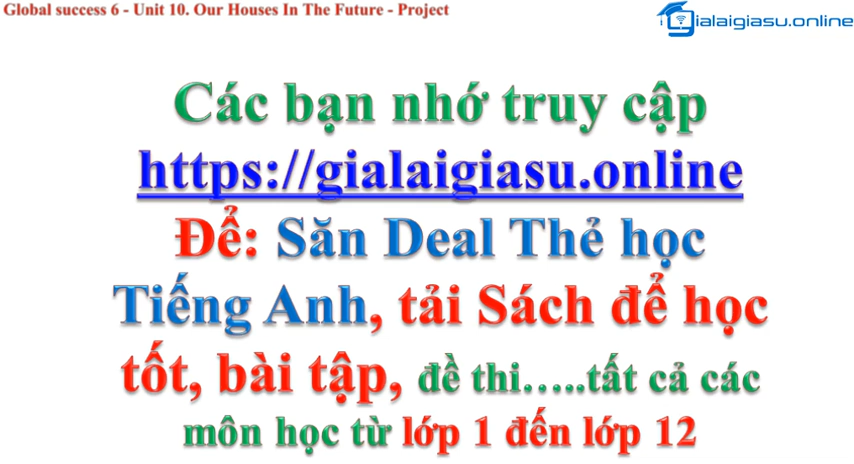 Global success 6 - Unit 10. Our Houses In The Future - Project
Gialaigiasu.online
Các bạn nhớ truy cập
https://gialaigiasu.online
Để: Săn Deal Thẻ học
Tiếng Anh, tải Sách để học
tốt, bài tập, đề thi…..tất cả các
môn học từ lớp 1 đến lớp 12